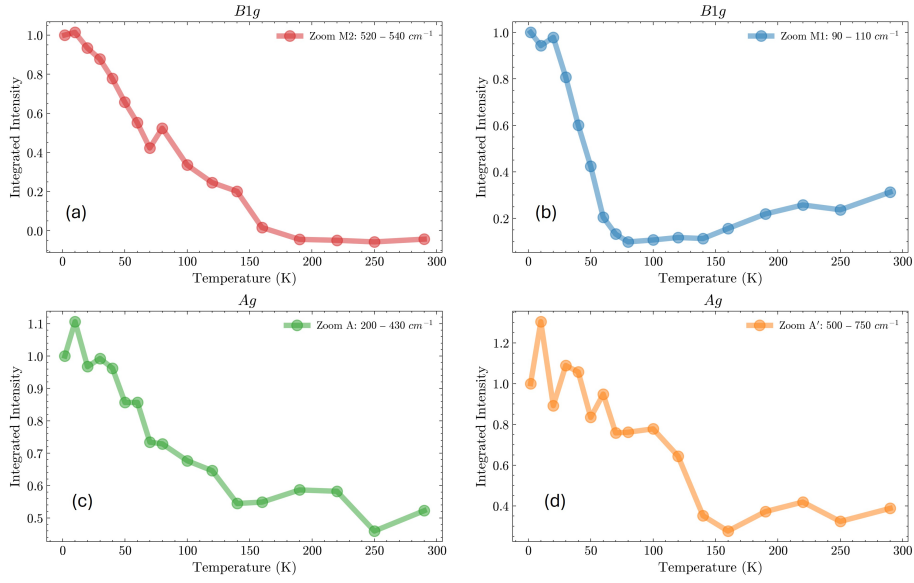 B1g
Zoom M2: 520 – 540 cm⁻¹
Integrated Intensity
1.0
0.8
0.6
0.4
0.2
0.0
(a)
0 50 100 150 200 250 300
Temperature (K)
B1g
Zoom M1: 90 – 110 cm⁻¹
Integrated Intensity
1.0
0.8
0.6
0.4
0.2
(b)
0 50 100 150 200 250 300
Temperature (K)
Ag
Zoom A: 200 – 430 cm⁻¹
Integrated Intensity
1.1
1.0
0.9
0.8
0.7
0.6
0.5
(c)
0 50 100 150 200 250 300
Temperature (K)
Ag
Zoom A′: 500 – 750 cm⁻¹
Integrated Intensity
1.2
1.0
0.8
0.6
0.4
(d)
0 50 100 150 200 250 300
Temperature (K)